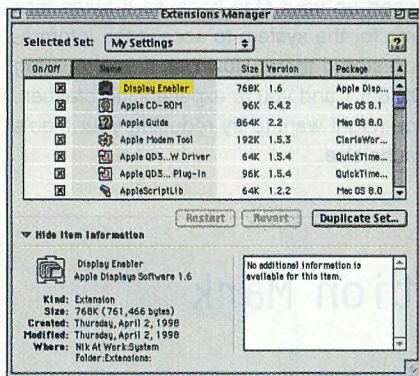 Extensions Manager
Selected Set: My Settings
On/Off Name Size Version Package
Display Enabler 768K 1.6 Apple Disp...
Apple CD-ROM 96K 5.4.2 Mac OS 8.1
Apple Guide 864K 2.2 Mac OS 8.0
Apple Modem Tool 192K 1.5.3 ClarisWor...
Apple QD3...W Driver 64K 1.5.4 QuickTime...
Apple QD3... Plug-In 96K 1.5.4 QuickTime...
AppleScriptLib 64K 1.2.2 Mac OS 8.0
Restart Revert Duplicate Set...
Hide Item Information
Display Enabler
Apple Displays Software 1.6
Kind: Extension
Size: 768K (761,466 bytes)
Created: Thursday, April 2, 1998
Modified: Thursday, April 2, 1998
Where: Nik At Work:System
Folder:Extensions:
No additional information is
available for this item.